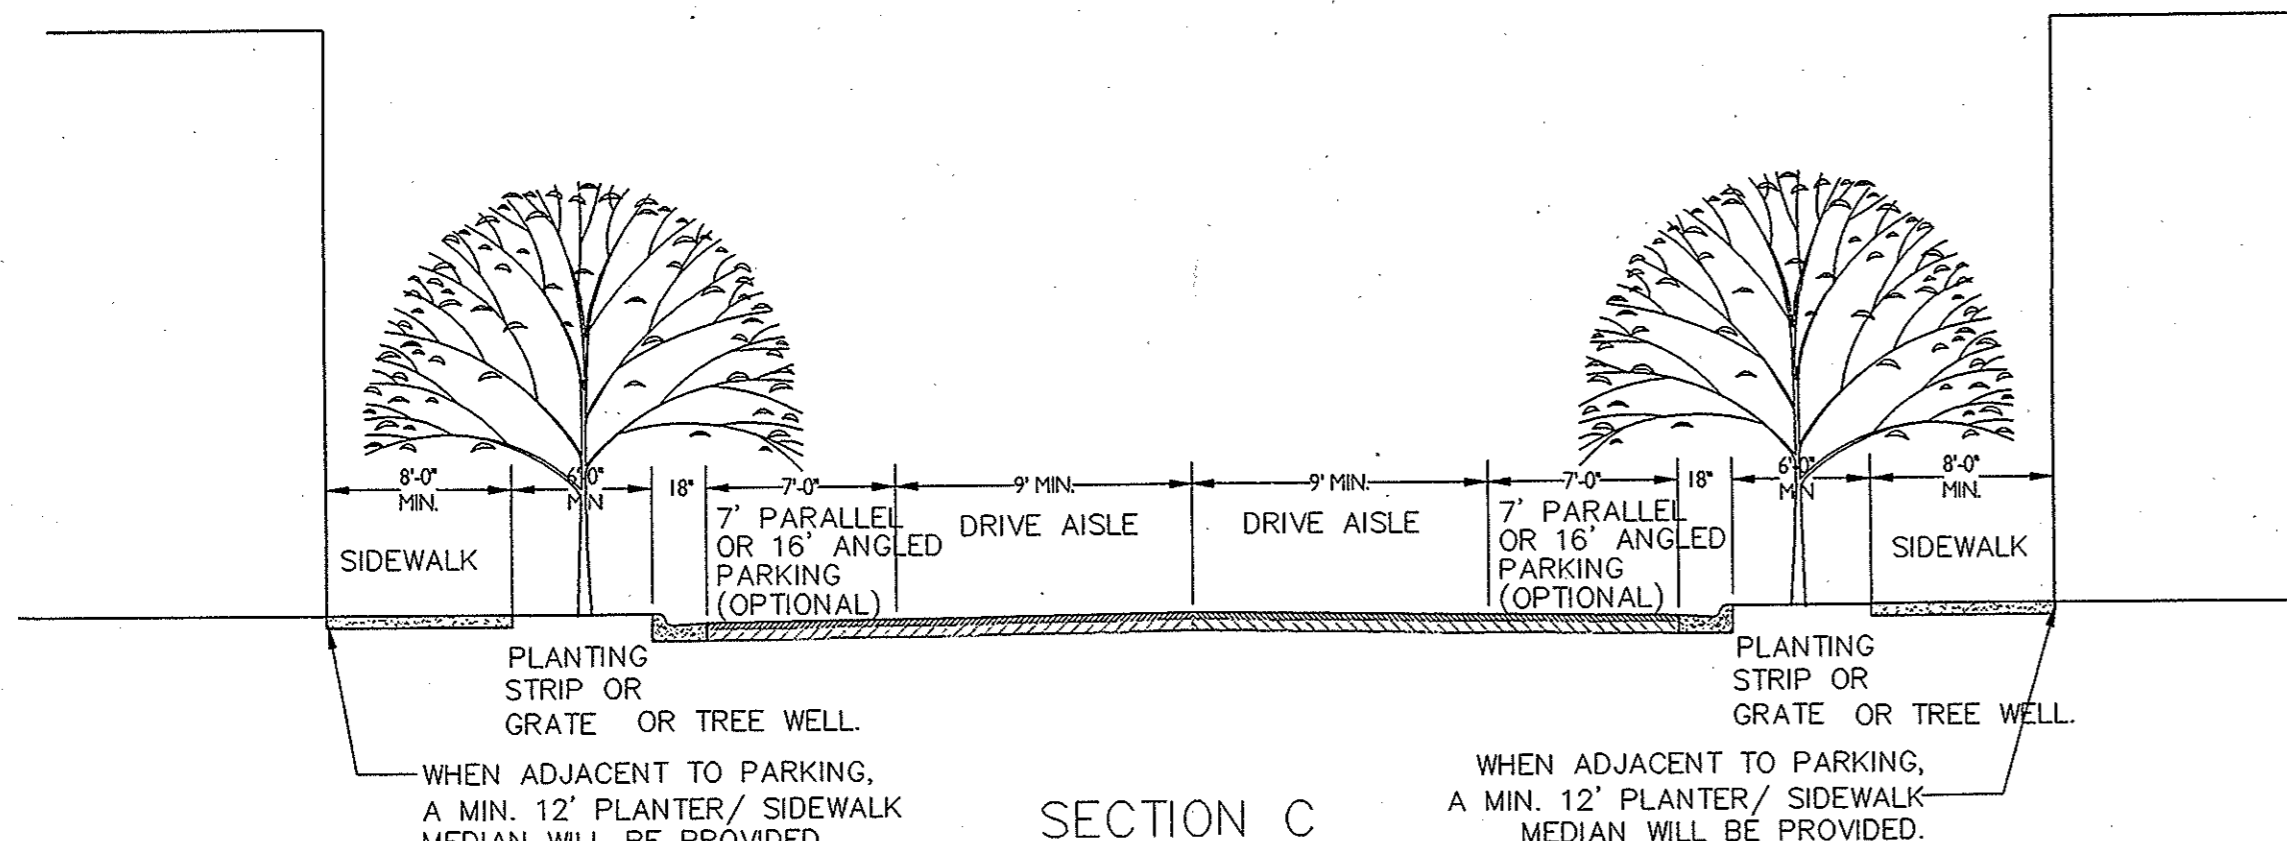 8'-0"
MIN.
6'-0"
MIN
18"
7'-0"
9' MIN.
9' MIN.
7'-0"
18"
6'-0"
MIN
8'-0"
MIN.
SIDEWALK
7' PARALLEL
OR 16' ANGLED
PARKING
(OPTIONAL)
DRIVE AISLE
DRIVE AISLE
7' PARALLEL
OR 16' ANGLED
PARKING
(OPTIONAL)
SIDEWALK
PLANTING
STRIP OR
GRATE OR TREE WELL.
PLANTING
STRIP OR
GRATE OR TREE WELL.
WHEN ADJACENT TO PARKING,
A MIN. 12' PLANTER/ SIDEWALK
MEDIAN WILL BE PROVIDED
SECTION C
WHEN ADJACENT TO PARKING,
A MIN. 12' PLANTER/ SIDEWALK
MEDIAN WILL BE PROVIDED.